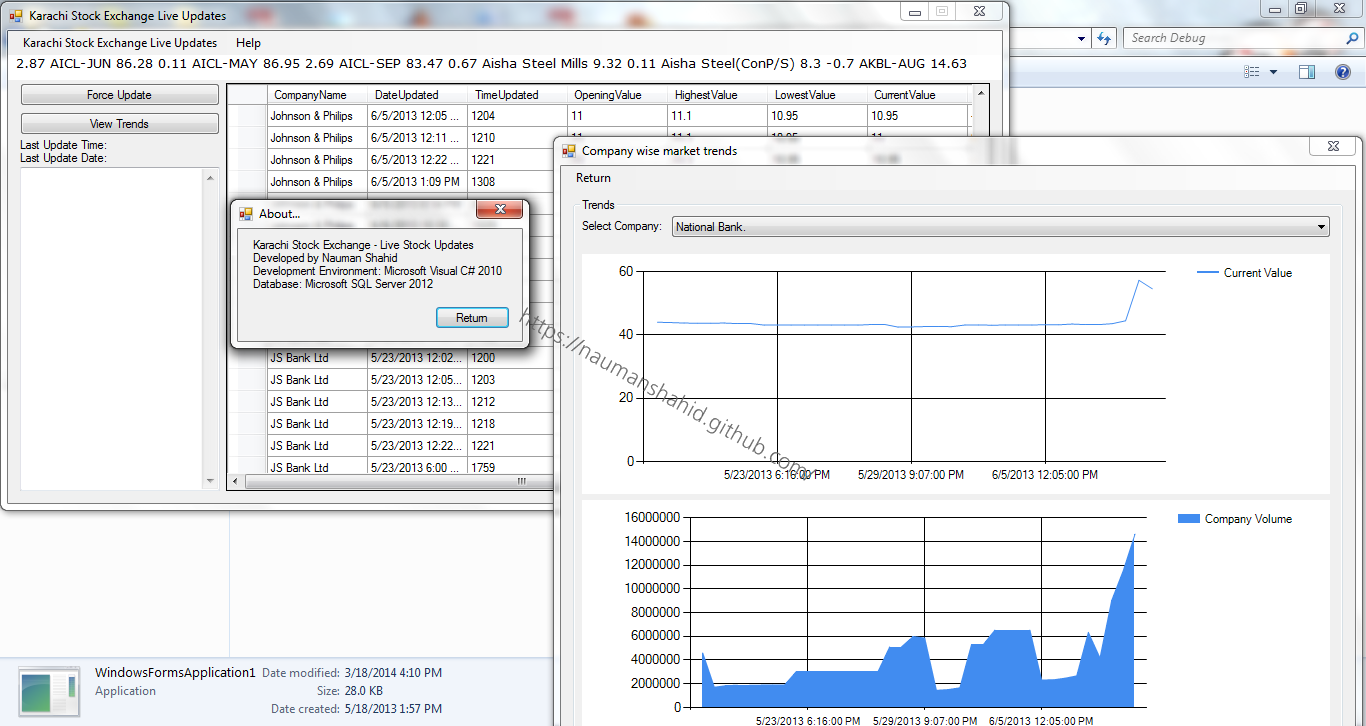 Karachi Stock Exchange Live Updates
Search Debug
Karachi Stock Exchange Live Updates Help
2.87 AICL-JUN 86.28 0.11 AICL-MAY 86.95 2.69 AICL-SEP 83.47 0.67 Aisha Steel Mills 9.32 0.11 Aisha Steel(ConP/S) 8.3 -0.7 AKBL-AUG 14.63
Force Update
View Trends
Last Update Time:
Last Update Date:
CompanyName DateUpdated TimeUpdated OpeningValue HighestValue LowestValue CurrentValue
Johnson & Philips 6/5/2013 12:05 ... 1204 11 11.1 10.95 10.95
Johnson & Philips 6/5/2013 12:11 ... 1210
Johnson & Philips 6/5/2013 12:22 ... 1221
Johnson & Philips 6/5/2013 1:09 PM 1308
JS Bank Ltd 5/23/2013 12:02... 1200
JS Bank Ltd 5/23/2013 12:05... 1203
JS Bank Ltd 5/23/2013 12:13... 1212
JS Bank Ltd 5/23/2013 12:19... 1218
JS Bank Ltd 5/23/2013 12:22... 1221
JS Bank Ltd 5/23/2013 6:00 ... 1759
About...
Karachi Stock Exchange - Live Stock Updates
Developed by Nauman Shahid
Development Environment: Microsoft Visual C# 2010
Database: Microsoft SQL Server 2012
Return
Company wise market trends
Return
Trends
Select Company: National Bank.
60
40
20
0
5/23/2013 6:16:00 PM 5/29/2013 9:07:00 PM 6/5/2013 12:05:00 PM
Current Value
16000000
14000000
12000000
10000000
8000000
6000000
4000000
2000000
0
5/23/2013 6:16:00 PM 5/29/2013 9:07:00 PM 6/5/2013 12:05:00 PM
Company Volume
https://naumanshahid.github.com/
WindowsFormsApplication1 Date modified: 3/18/2014 4:10 PM
Application Size: 28.0 KB
Date created: 5/18/2013 1:57 PM